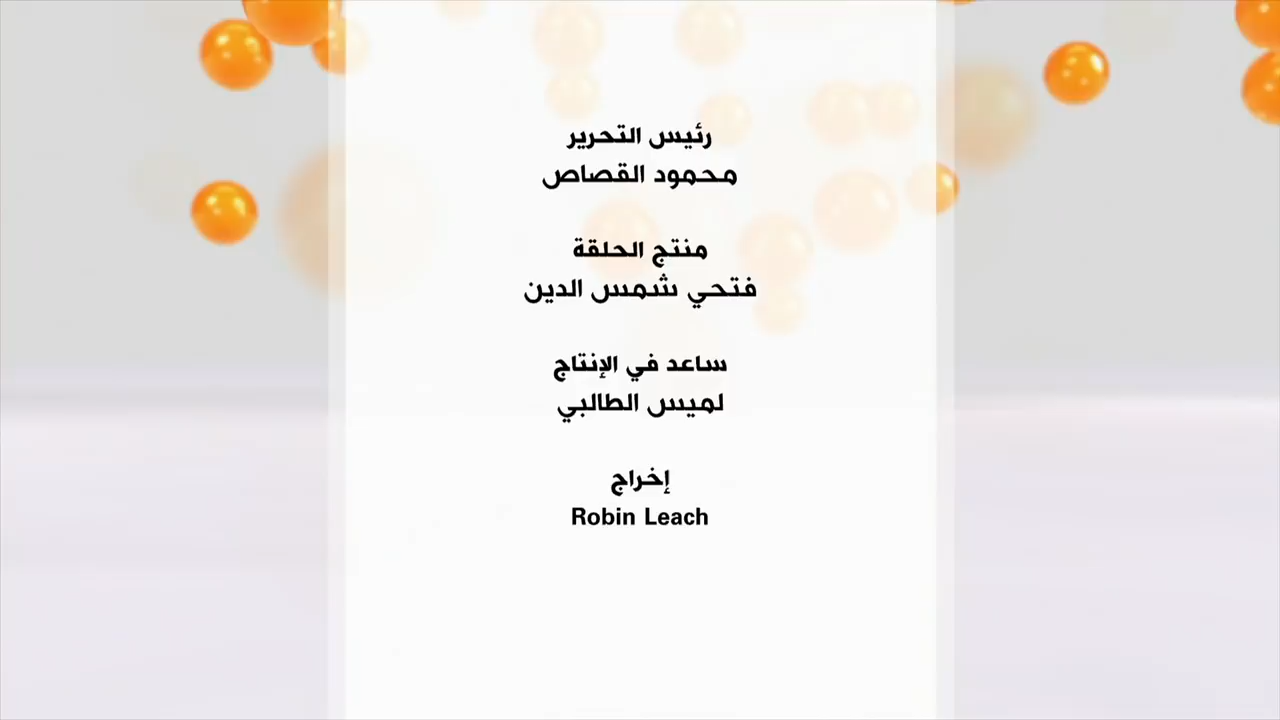 رئيس التحرير
محمود القصاص
منتج الحلقة
فتحي شمس الدين
ساعد في الإنتاج
لميس الطالبي
إخراج
Robin Leach